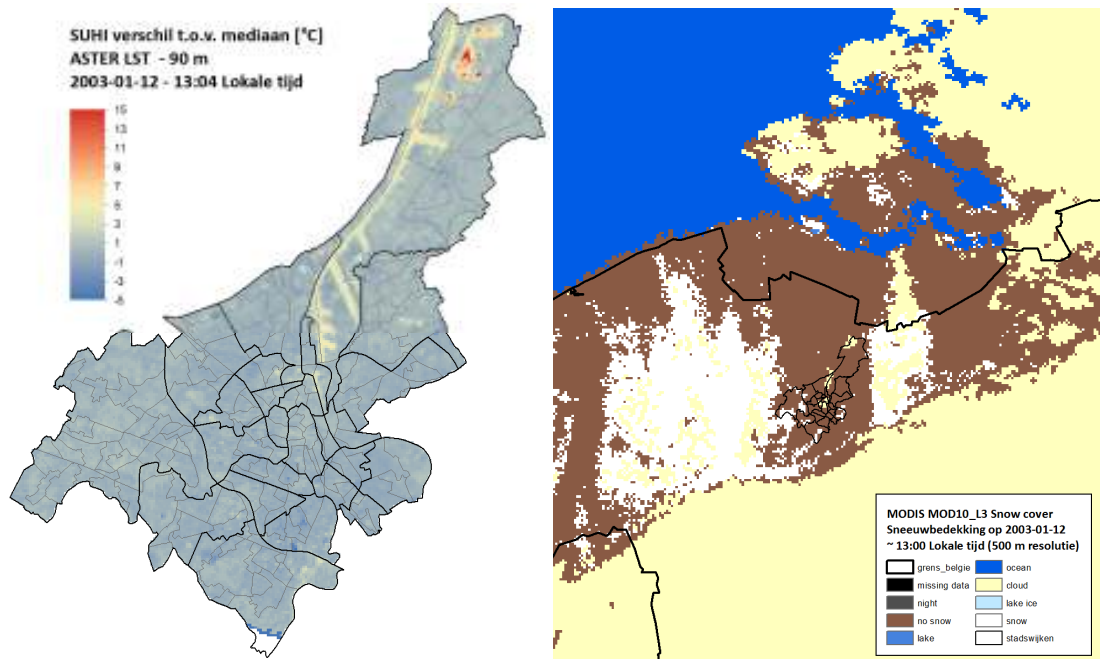 SUHI verschil t.o.v. mediaan [°C]
ASTER LST - 90 m
2003-01-12 - 13:04 Lokale tijd
15
13
11
9
7
5
3
1
-1
-3
-5
MODIS MOD10_L3 Snow cover
Sneeuwbedekking op 2003-01-12
~ 13:00 Lokale tijd (500 m resolutie)
grens_belgie
ocean
missing data
cloud
night
lake ice
no snow
snow
lake
stadswijken